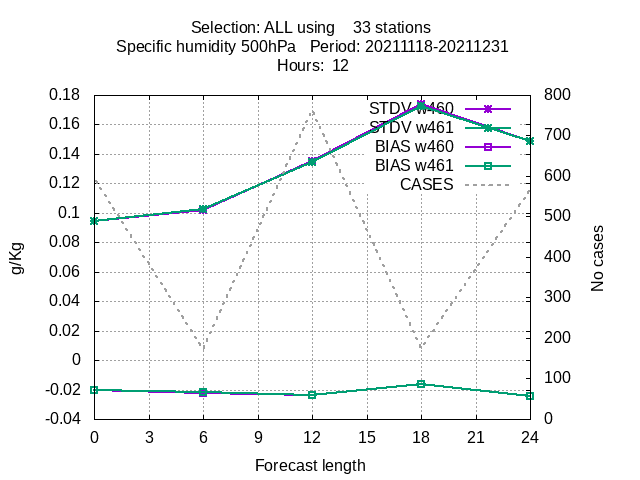 Selection: ALL using 33 stations
Specific humidity 500hPa Period: 20211118-20211231
Hours: 12
0.18
0.16
0.14
0.12
0.1
0.08
0.06
0.04
0.02
0
-0.02
-0.04
g/Kg
STDV w460
STDV w461
BIAS w460
BIAS w461
CASES
800
700
600
500
400
300
200
100
0
No cases
0 3 6 9 12 15 18 21 24
Forecast length